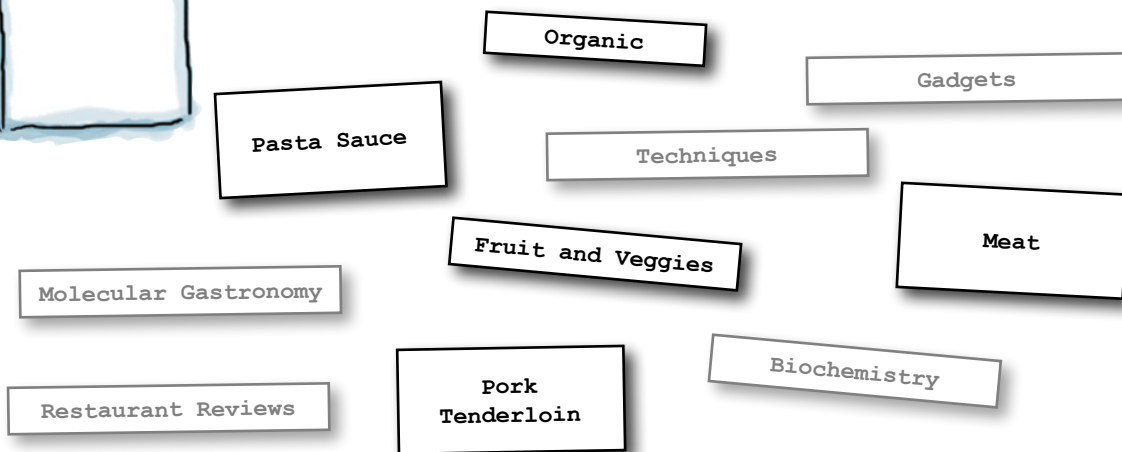 Organic
Gadgets
Pasta Sauce
Techniques
Meat
Fruit and Veggies
Molecular Gastronomy
Biochemistry
Pork
Tenderloin
Restaurant Reviews